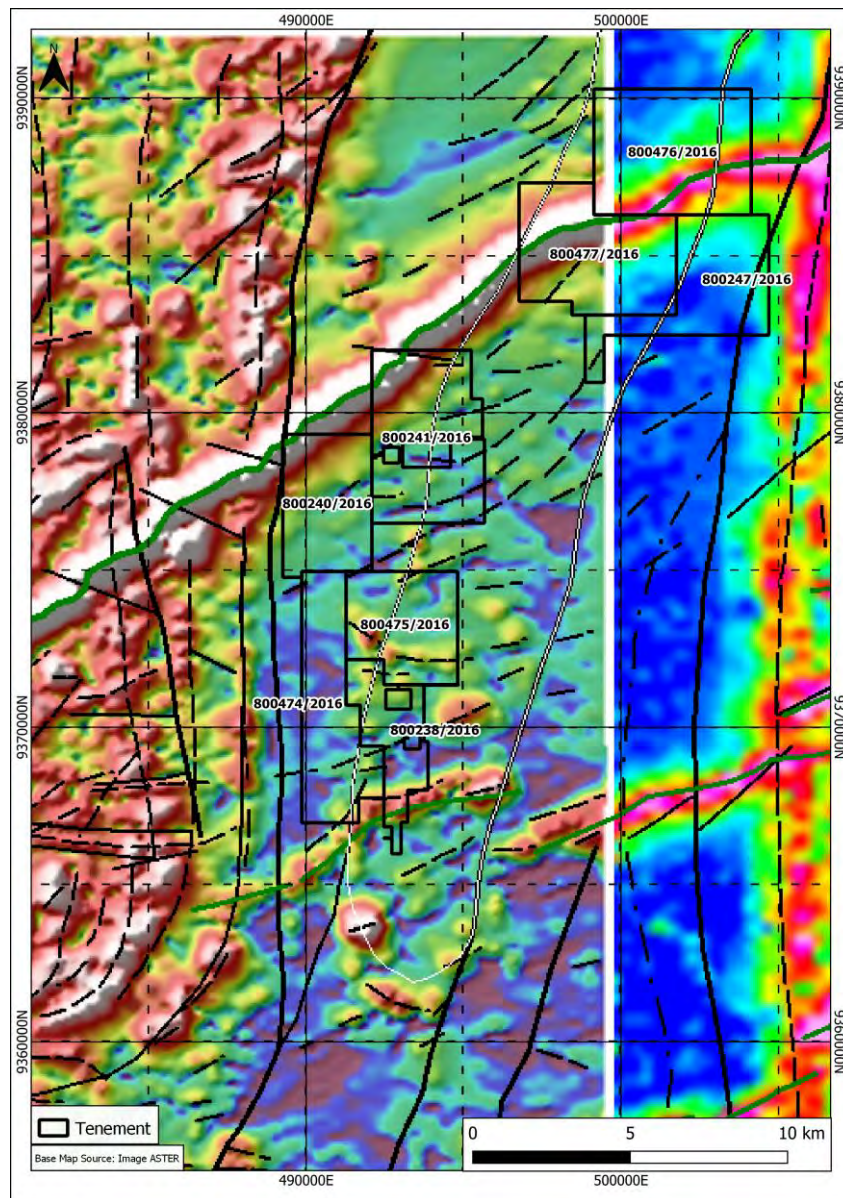 490000E 500000E
N
9390000N 9390000N
800476/2016
800477/2016
800247/2016
9380000N 9380000N
800241/2016
800240/2016
800475/2016
800474/2016
9370000N 9370000N
800238/2016
9360000N 9360000N
Tenement
Base Map Source: Image ASTER
0 5 10 km
490000E 500000E